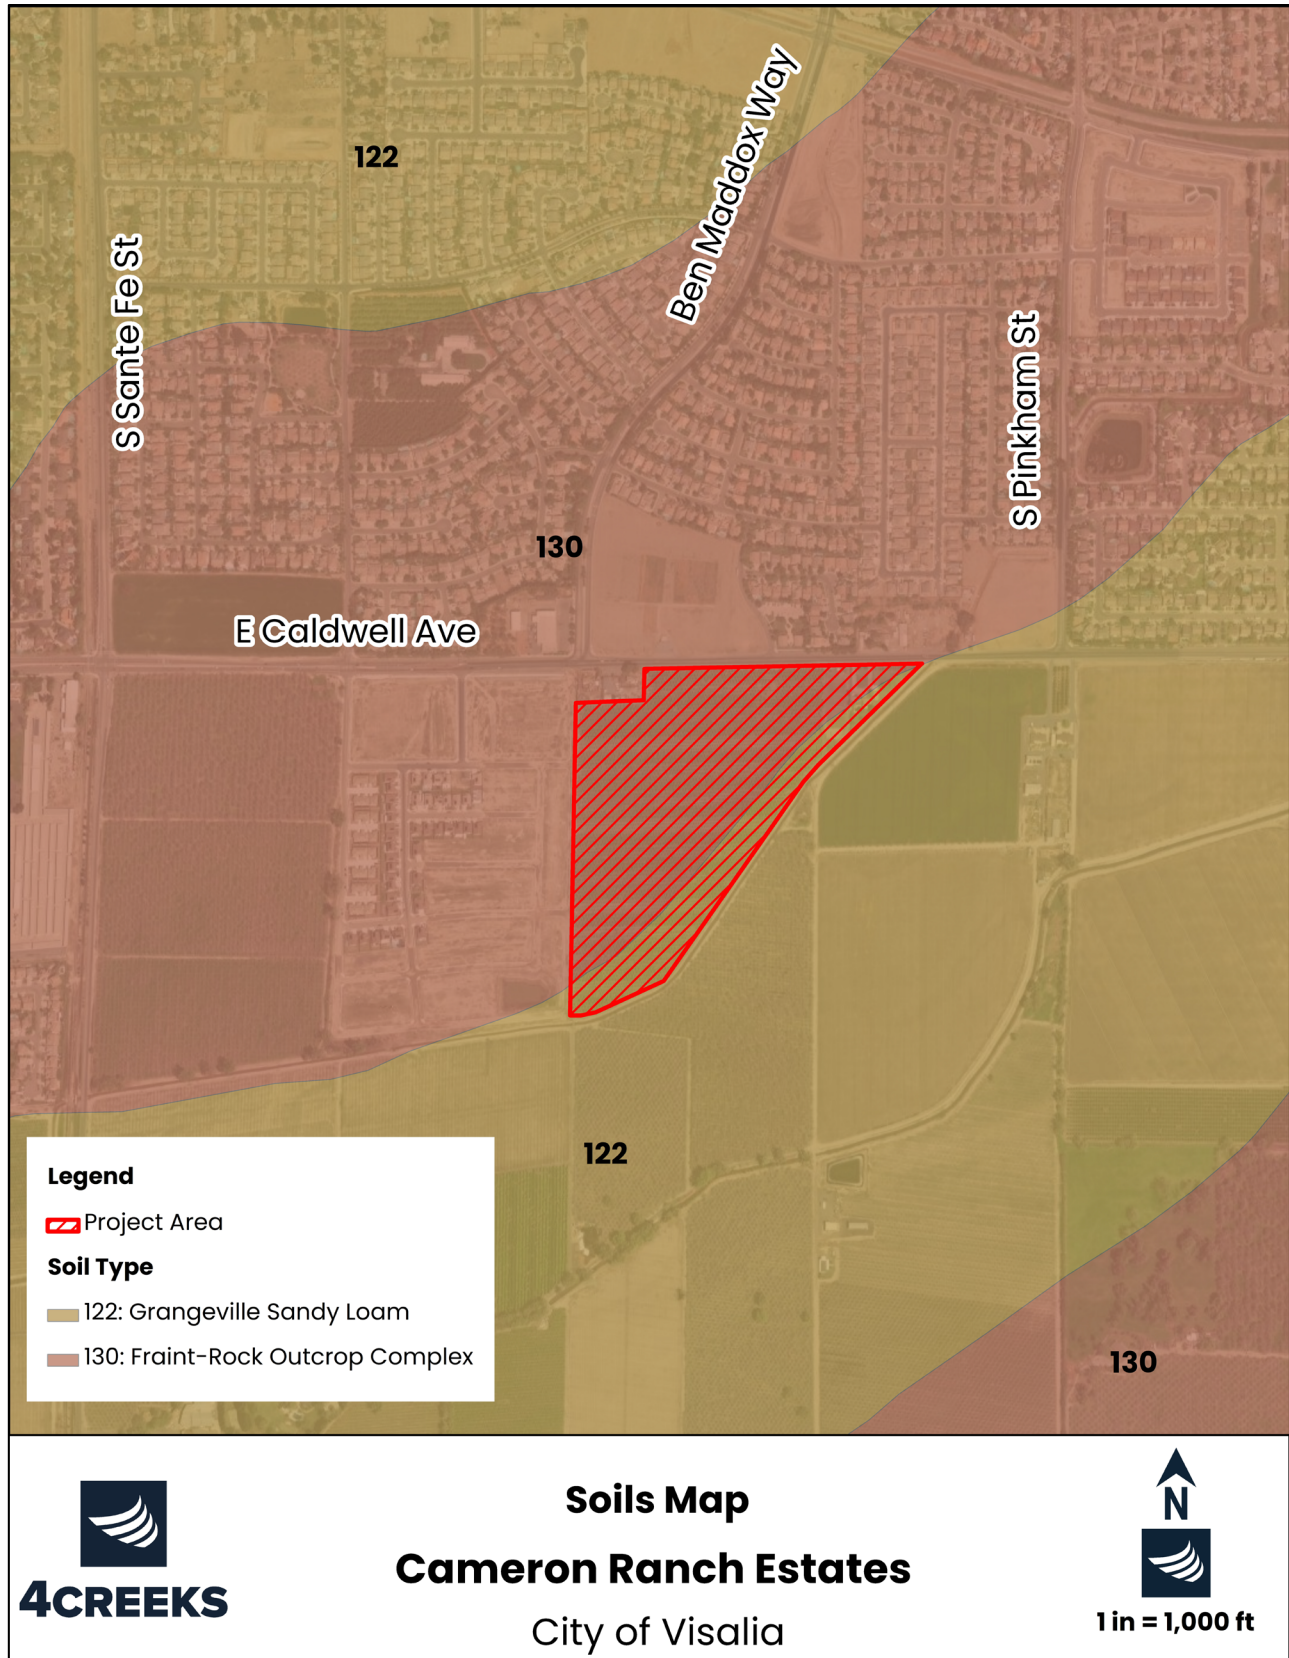 122
Ben Maddox Way
S Sante Fe St
S Pinkham St
130
E Caldwell Ave
122
Legend
Project Area
Soil Type
122: Grangeville Sandy Loam
130: Fraint-Rock Outcrop Complex
130
4CREEKS
Soils Map
Cameron Ranch Estates
City of Visalia
N
1 in = 1,000 ft